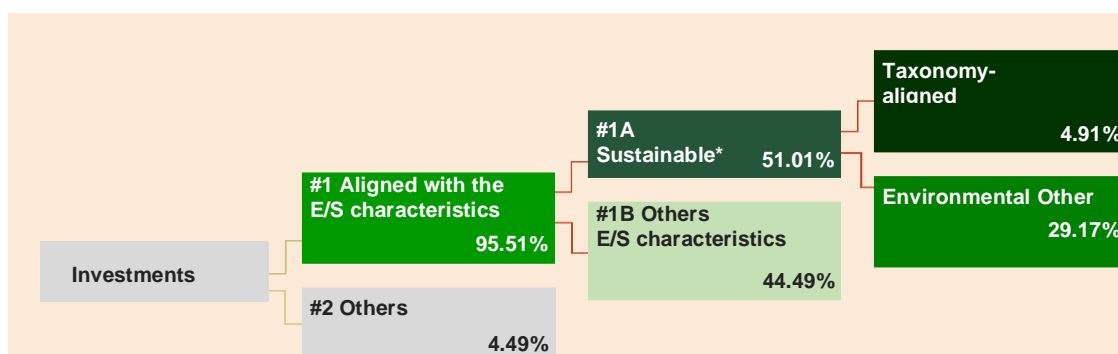 Taxonomy-
aligned
4.91%
#1A
Sustainable* 51.01%
#1 Aligned with the
E/S characteristics
95.51%
Environmental Other
29.17%
#1B Others
E/S characteristics
44.49%
Investments
#2 Others
4.49%